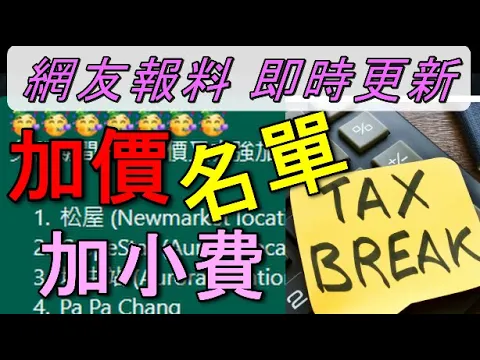 網友報料 即時更新
加價名單
1. 松屋 (Newmarket locat
加小費
4. Pa Pa Chang
TAX
BREAK
%